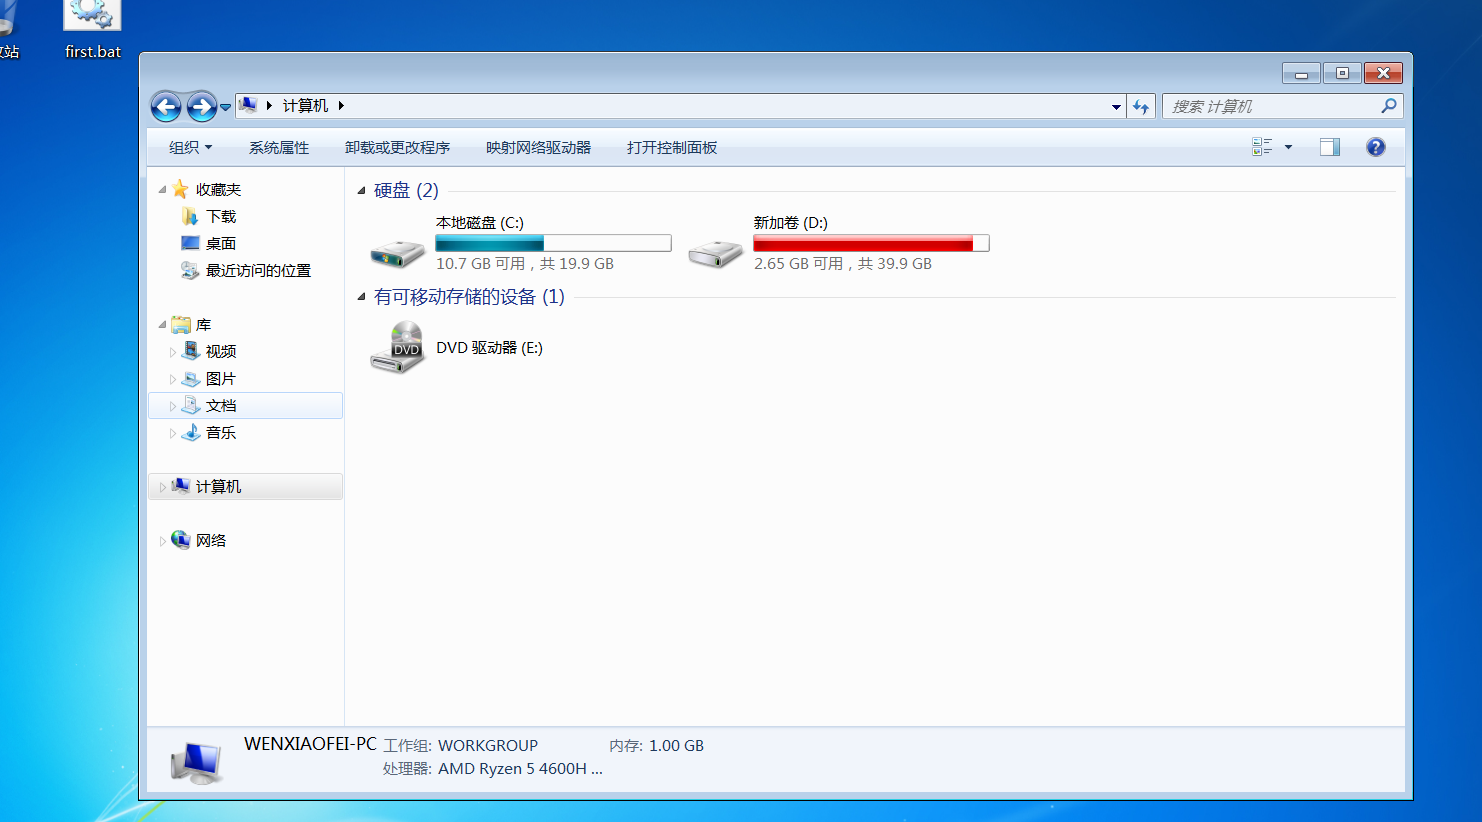 first.bat
计算机
搜索 计算机
组织
系统属性
卸载或更改程序
映射网络驱动器
打开控制面板
收藏夹
下载
桌面
最近访问的位置
库
视频
图片
文档
音乐
计算机
网络
硬盘 (2)
本地磁盘 (C:)
10.7 GB 可用，共 19.9 GB
新加卷 (D:)
2.65 GB 可用，共 39.9 GB
有可移动存储的设备 (1)
DVD
DVD 驱动器 (E:)
WENXIAOFEI-PC 工作组: WORKGROUP 内存: 1.00 GB
处理器: AMD Ryzen 5 4600H ...